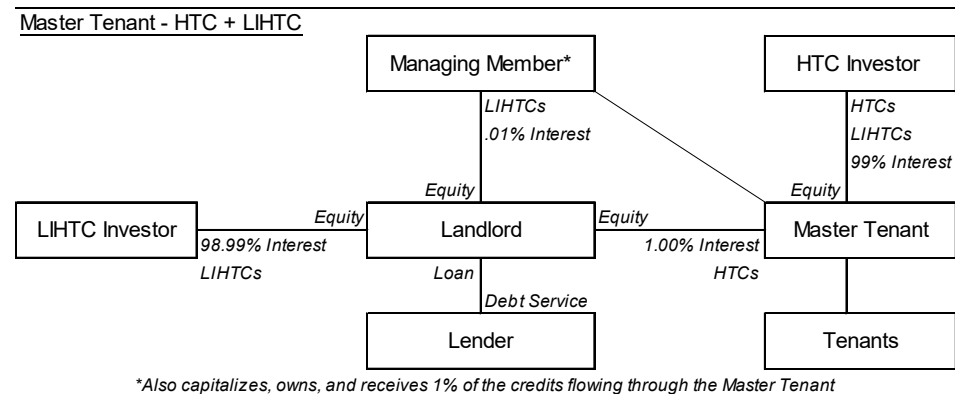 Master Tenant - HTC + LIHTC
Managing Member*
HTC Investor
LIHTCs
.01% Interest
HTCs
LIHTCs
99% Interest
Equity
Equity
LIHTC Investor
Equity
98.99% Interest
LIHTCs
Landlord
Equity
1.00% Interest
HTCs
Master Tenant
Loan
Debt Service
Lender
Tenants
*Also capitalizes, owns, and receives 1% of the credits flowing through the Master Tenant